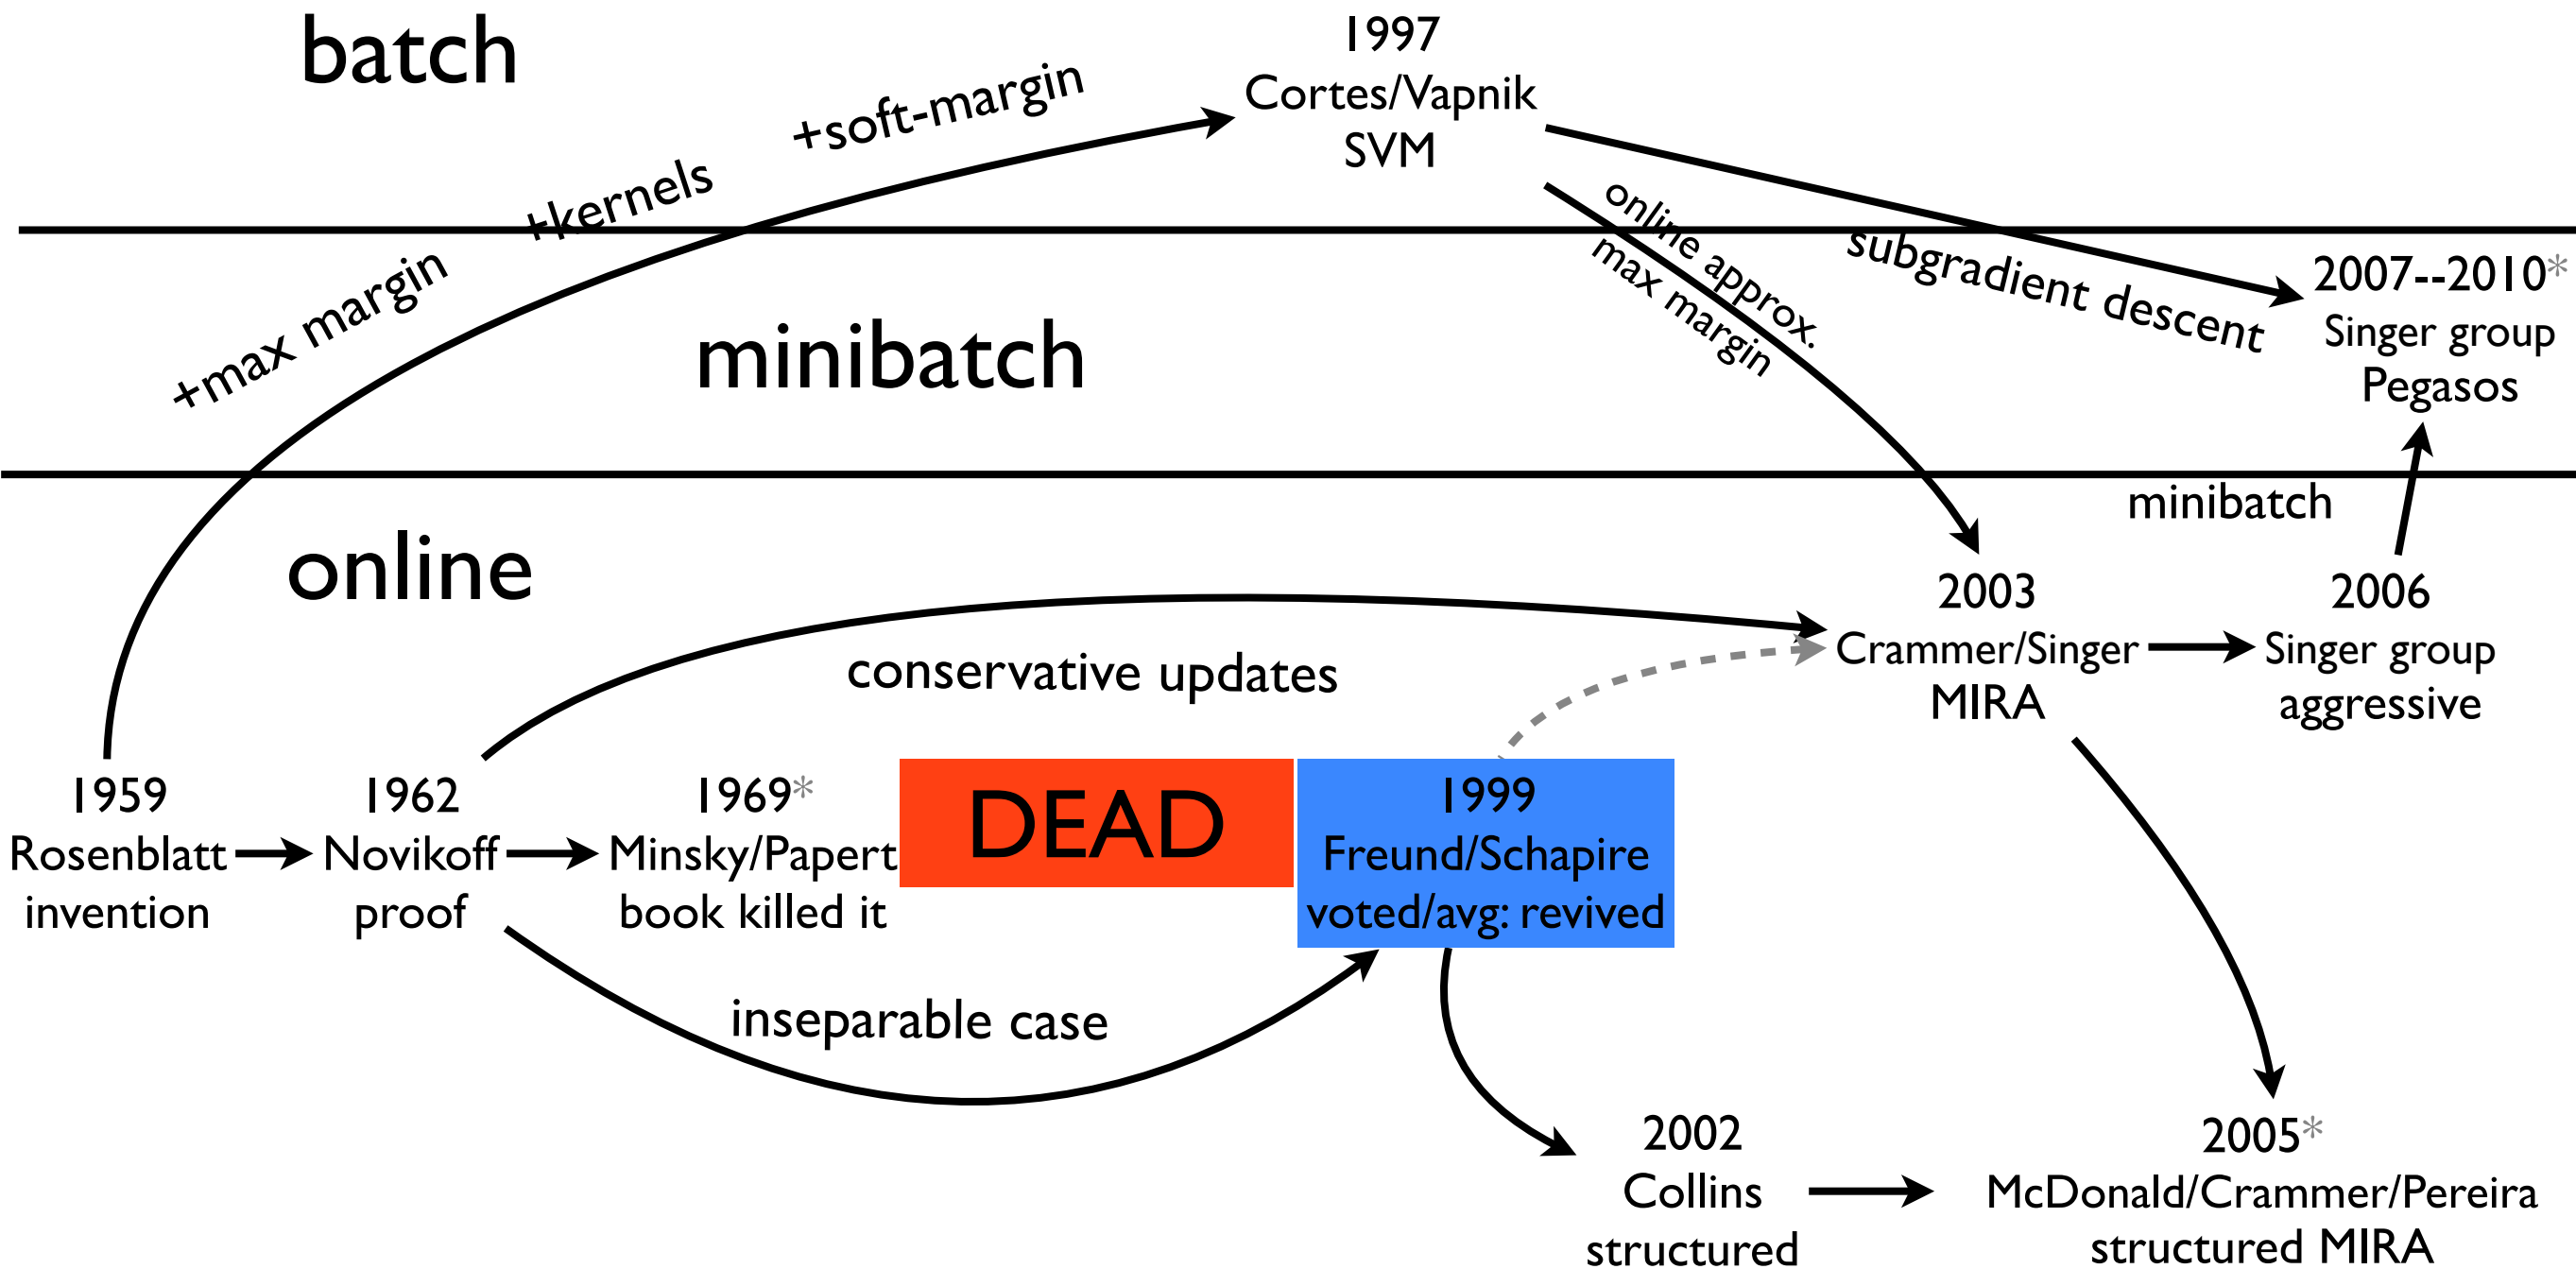 batch
1997
Cortes/Vapnik
SVM
+soft-margin
+kernels
+max margin
online approx.
max margin
subgradient descent
minibatch
2007--2010*
Singer group
Pegasos
online
minibatch
2003
Crammer/Singer
MIRA
2006
Singer group
aggressive
conservative updates
1959
Rosenblatt
invention
1962
Novikoff
proof
1969*
Minsky/Papert
book killed it
DEAD
1999
Freund/Schapire
voted/avg: revived
inseparable case
2002
Collins
structured
2005*
McDonald/Crammer/Pereira
structured MIRA